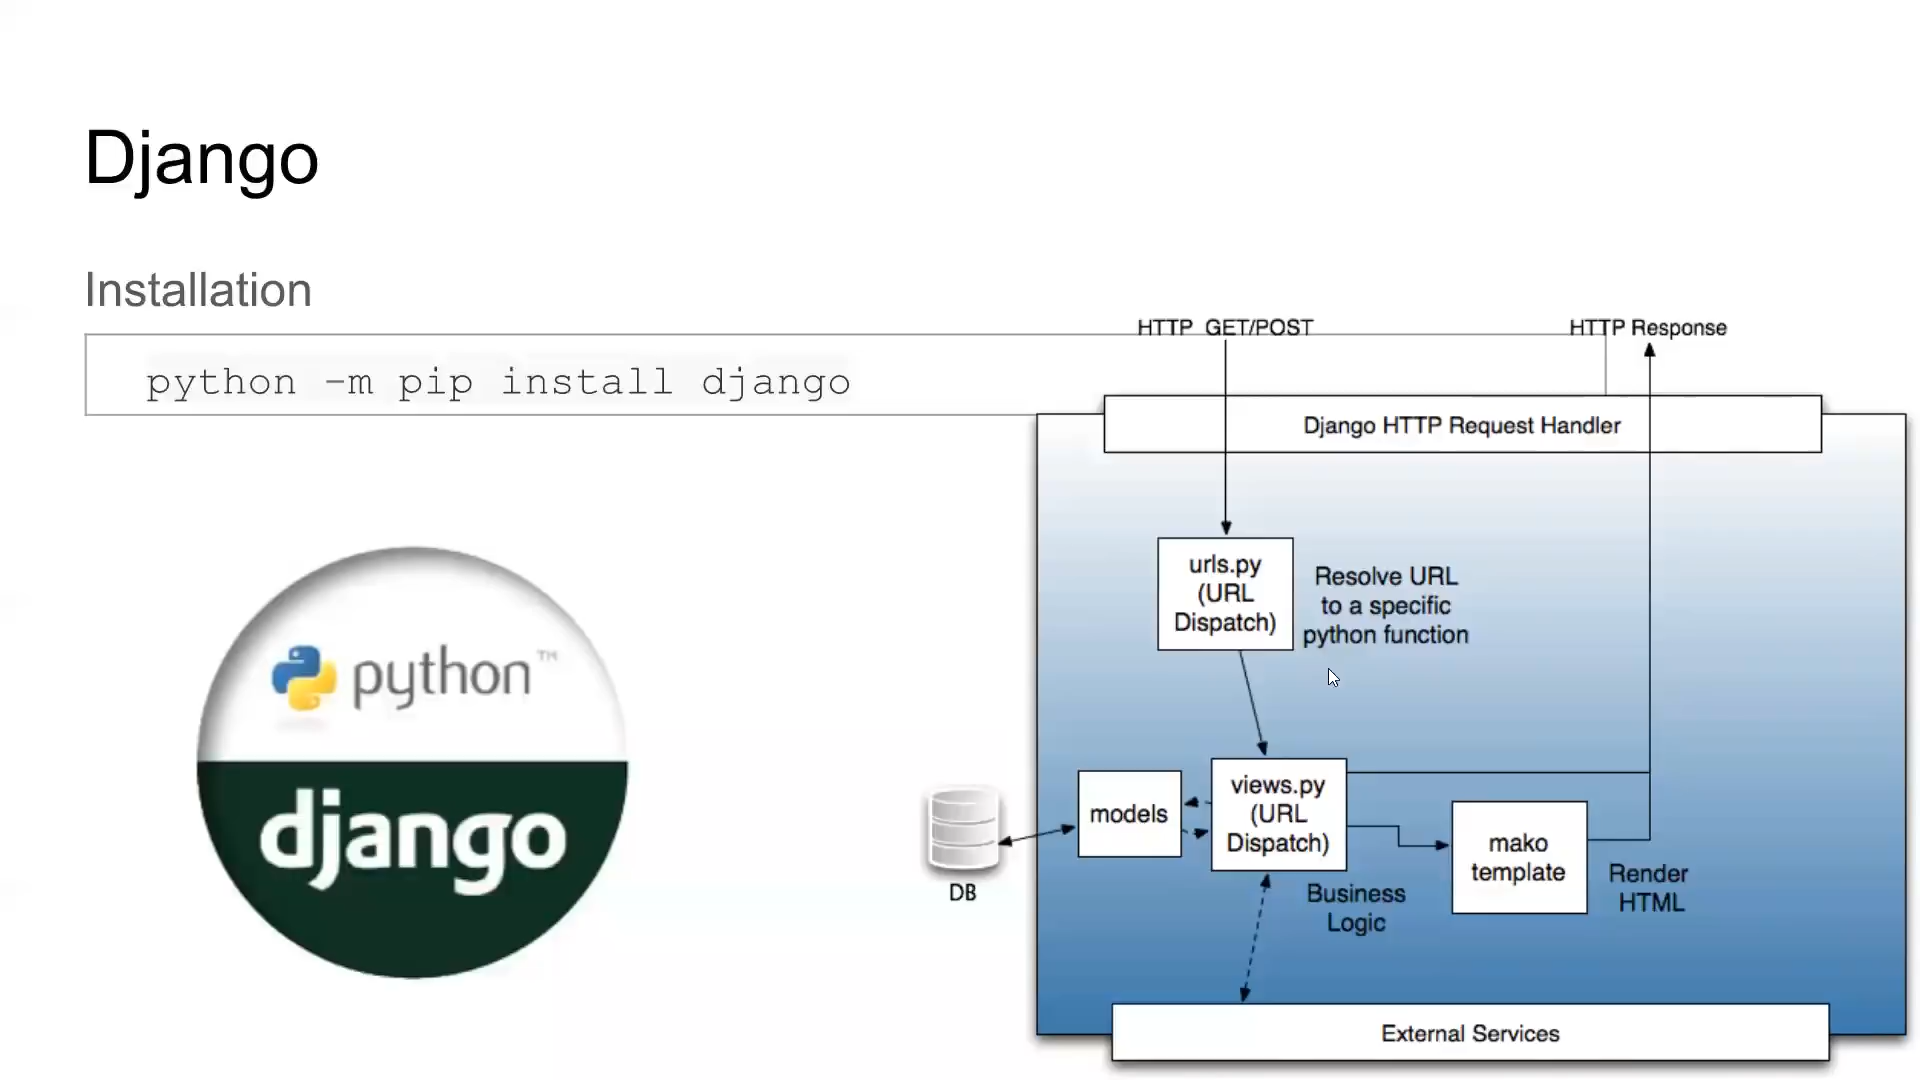 Django
Installation
python -m pip install django
HTTP GET/POST
HTTP Response
Django HTTP Request Handler
urls.py
(URL
Dispatch)
Resolve URL
to a specific
python function
views.py
(URL
Dispatch)
models
DB
Business
Logic
mako
template
Render
HTML
External Services
python™
django